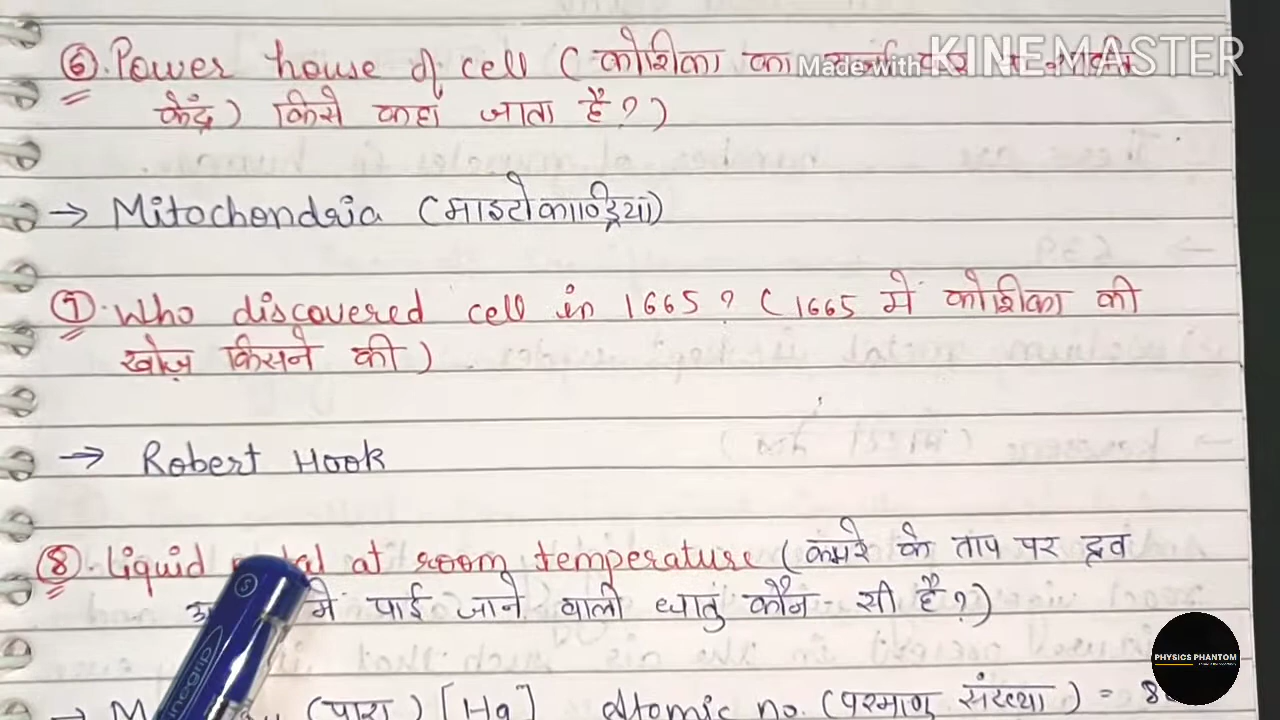 ⑥. Power house of cell ( कोशिका का
Made with KINEMASTER
केंद्र) किसे कहा जाता है ? )
→ Mitochondria (माइटोकाण्ड्रिया)
⑦. Who discovered cell in 1665 ? ( 1665 में कोशिका की
खोज़ किसने की )
→ Robert Hook
⑧. Liquid at room temperature ( कमरे के ताप पर द्रव
में पाई जाने वाली धातु कौन - सी है ? )
PHYSICS PHANTOM
→ (पारा) [Hg] Atomic no. (परमाणु संख्या) =